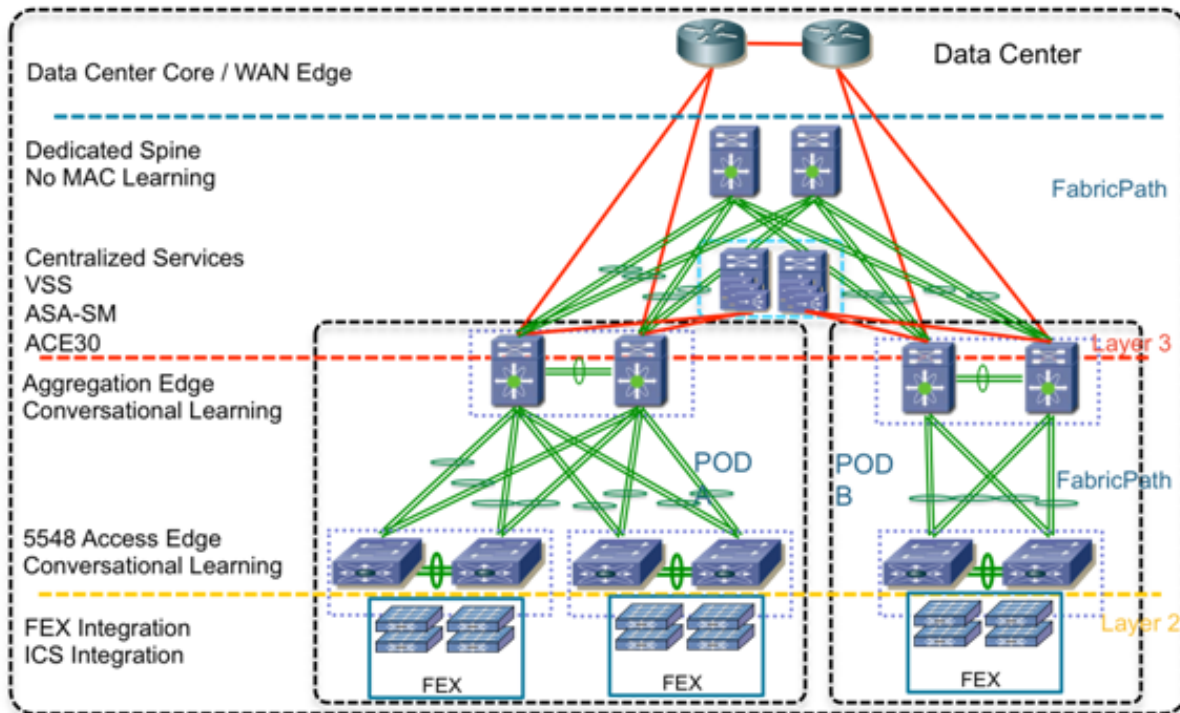 Data Center
Data Center Core / WAN Edge
Dedicated Spine
No MAC Learning
FabricPath
Centralized Services
VSS
ASA-SM
ACE30
Layer 3
Aggregation Edge
Conversational Learning
POD
A
POD
B
FabricPath
5548 Access Edge
Conversational Learning
Layer 2
FEX Integration
ICS Integration
FEX
FEX
FEX